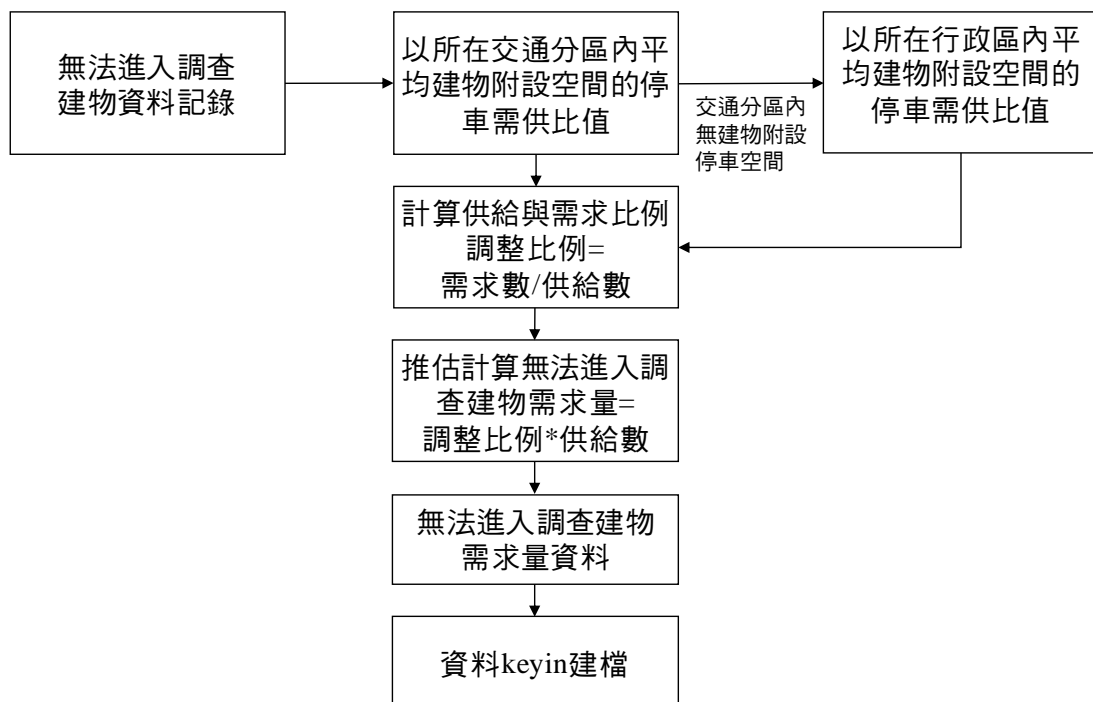 無法進入調查
建物資料記錄
以所在交通分區內平
均建物附設空間的停
車需供比值
交通分區內
無建物附設
停車空間
以所在行政區內平
均建物附設空間的
停車需供比值
計算供給與需求比例
調整比例=
需求數/供給數
推估計算無法進入調
查建物需求量=
調整比例*供給數
無法進入調查建物
需求量資料
資料keyin建檔